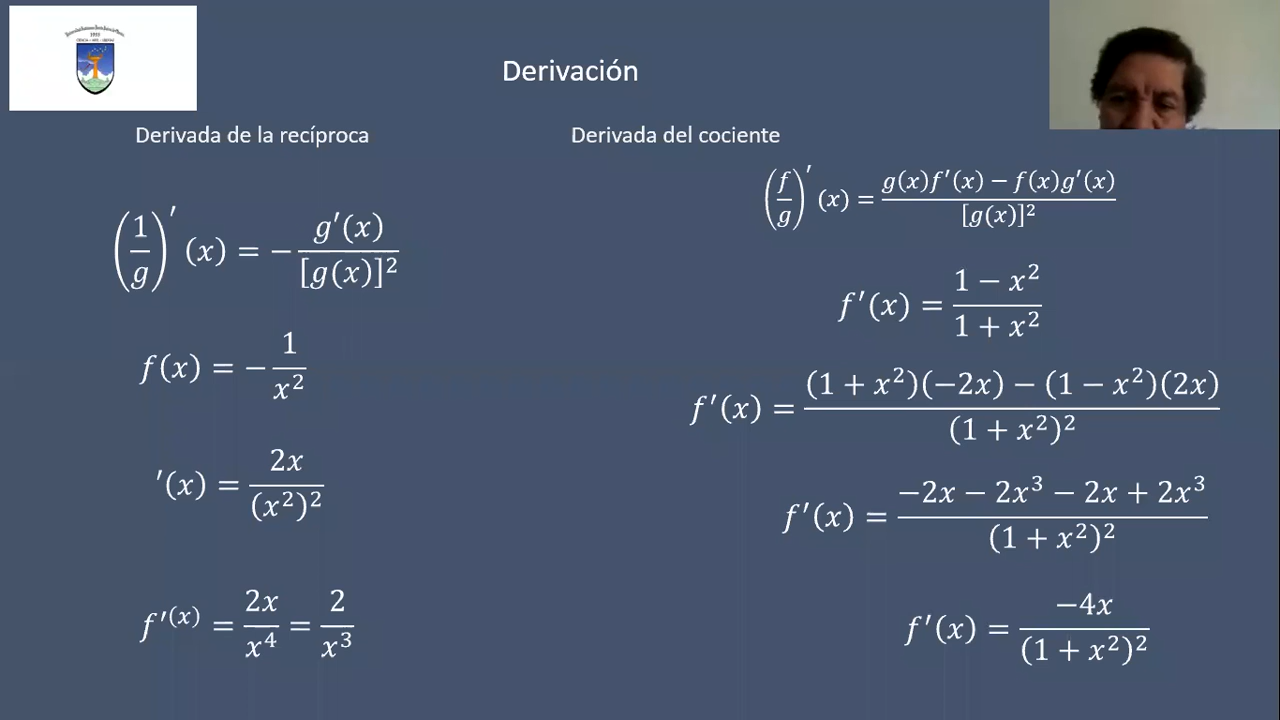 Derivación
Derivada de la recíproca
(1/g)′ (x) = − g′(x)/[g(x)]²
f(x) = − 1/x²
′(x) = 2x/(x²)²
f′⁽ˣ⁾ = 2x/x⁴ = 2/x³
Derivada del cociente
(f/g)′ (x) = g(x)f′(x) − f(x)g′(x)/[g(x)]²
f′(x) = 1 − x²/1 + x²
f′(x) = (1 + x²)(−2x) − (1 − x²)(2x)/(1 + x²)²
f′(x) = −2x − 2x³ − 2x + 2x³/(1 + x²)²
f′(x) = −4x/(1 + x²)²